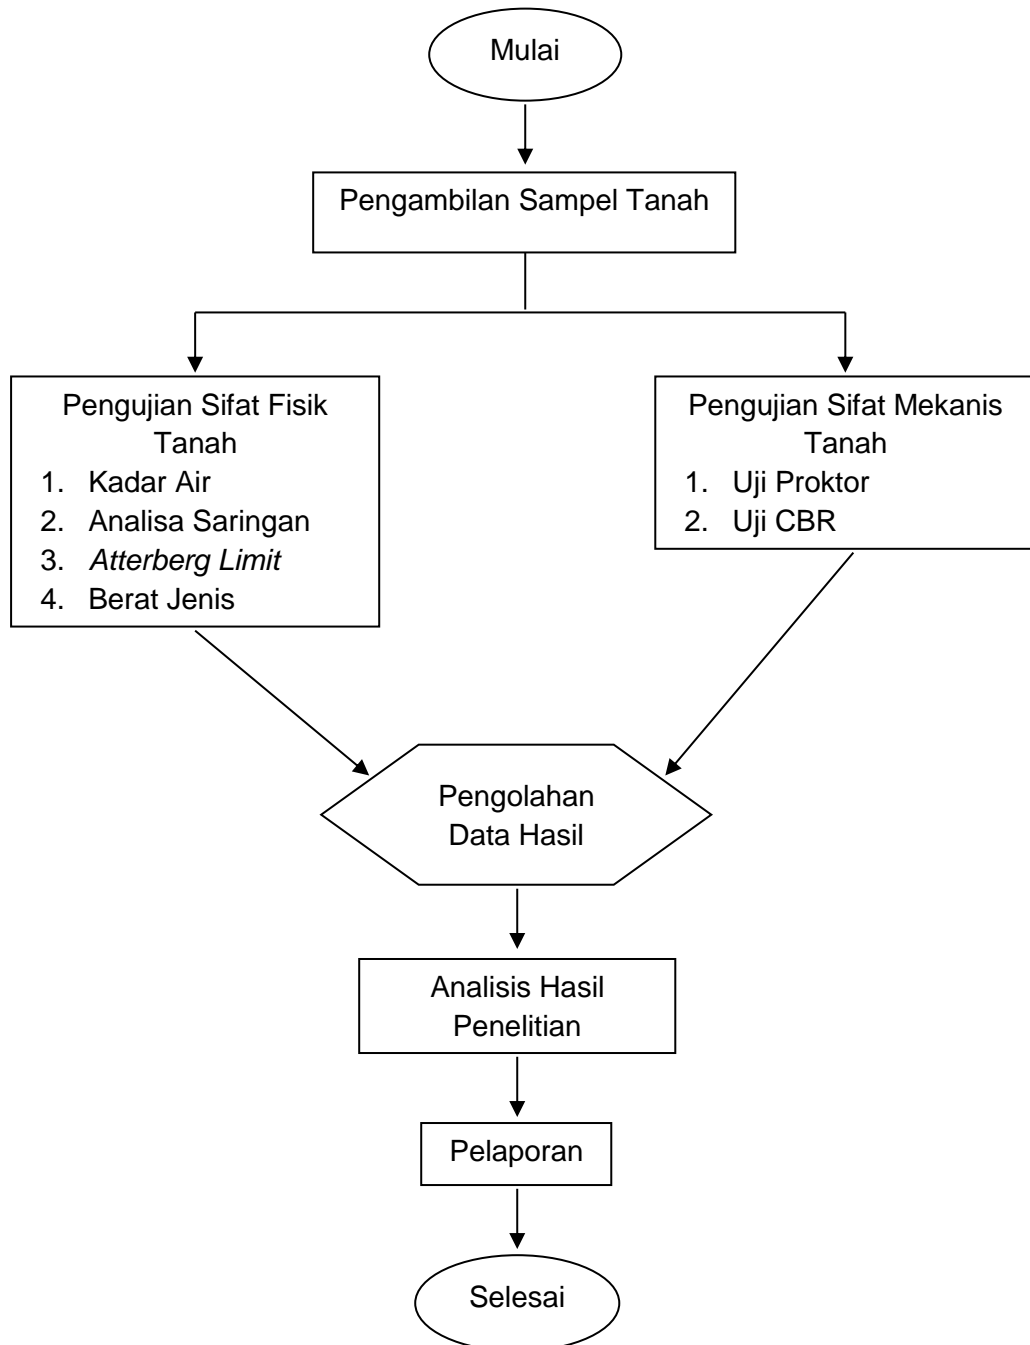 Mulai
Pengambilan Sampel Tanah
Pengujian Sifat Fisik
Tanah
1. Kadar Air
2. Analisa Saringan
3. Atterberg Limit
4. Berat Jenis
Pengujian Sifat Mekanis
Tanah
1. Uji Proktor
2. Uji CBR
Pengolahan
Data Hasil
Analisis Hasil
Penelitian
Pelaporan
Selesai